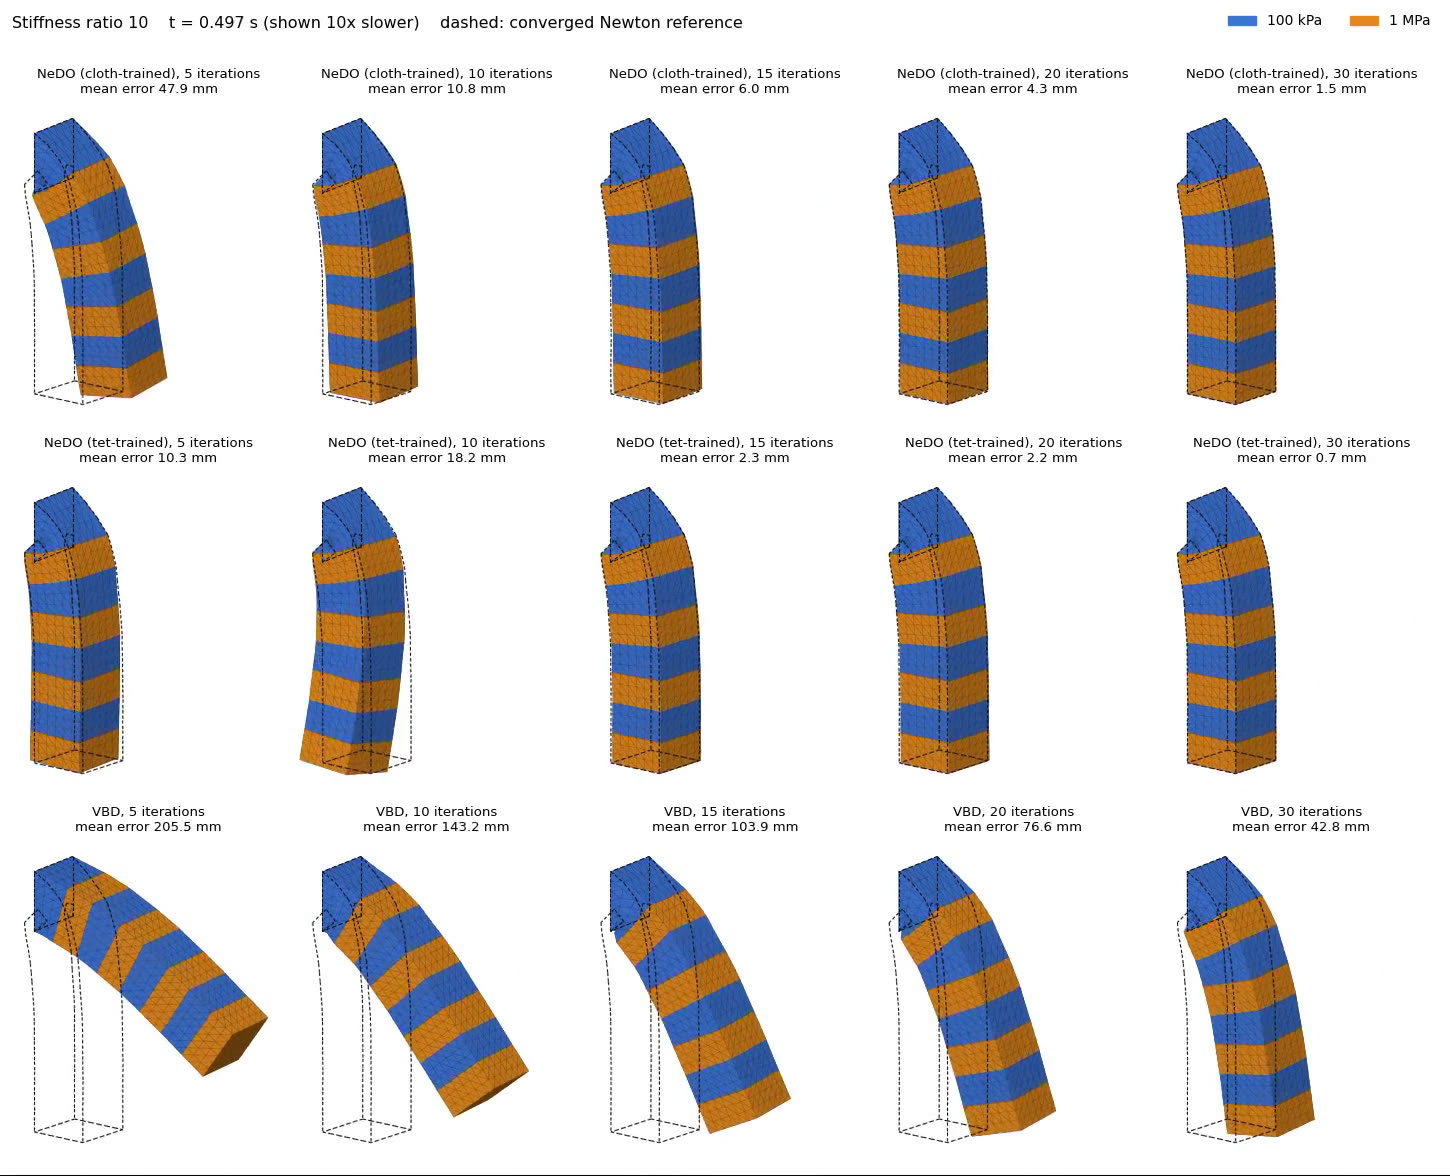 Stiffness ratio 10    t = 0.497 s (shown 10x slower)    dashed: converged Newton reference
100 kPa    1 MPa
NeDO (cloth-trained), 5 iterations
mean error 47.9 mm
NeDO (cloth-trained), 10 iterations
mean error 10.8 mm
NeDO (cloth-trained), 15 iterations
mean error 6.0 mm
NeDO (cloth-trained), 20 iterations
mean error 4.3 mm
NeDO (cloth-trained), 30 iterations
mean error 1.5 mm
NeDO (tet-trained), 5 iterations
mean error 10.3 mm
NeDO (tet-trained), 10 iterations
mean error 18.2 mm
NeDO (tet-trained), 15 iterations
mean error 2.3 mm
NeDO (tet-trained), 20 iterations
mean error 2.2 mm
NeDO (tet-trained), 30 iterations
mean error 0.7 mm
VBD, 5 iterations
mean error 205.5 mm
VBD, 10 iterations
mean error 143.2 mm
VBD, 15 iterations
mean error 103.9 mm
VBD, 20 iterations
mean error 76.6 mm
VBD, 30 iterations
mean error 42.8 mm